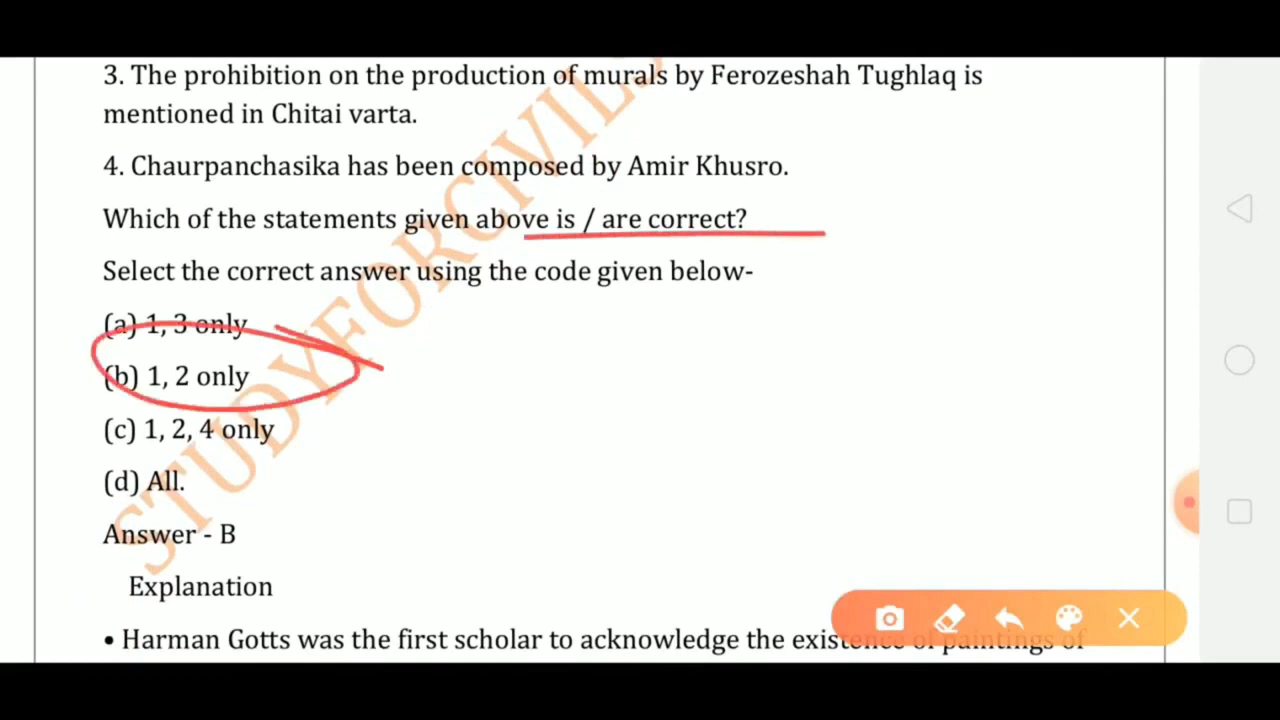 3. The prohibition on the production of murals by Ferozeshah Tughlaq is
mentioned in Chitai varta.
4. Chaurpanchasika has been composed by Amir Khusro.
Which of the statements given above is / are correct?
Select the correct answer using the code given below-
(a) 1, 3 only
(b) 1, 2 only
(c) 1, 2, 4 only
(d) All.
Answer - B
Explanation
• Harman Gotts was the first scholar to acknowledge the existence of paintings of
STUDYFORCIVILS